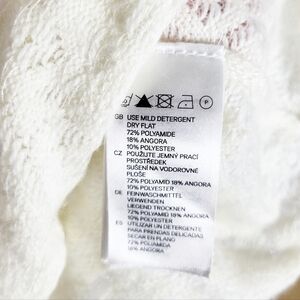 GB USE MILD DETERGENT
DRY FLAT
72% POLYAMIDE
18% ANGORA
10% POLYESTER
CZ POUŽIJTE JEMNÝ PRACÍ
PROSTŘEDEK
SUŠENÍ NA VODOROVNÉ
PLOŠE
72% POLYAMID 18% ANGORA
10% POLYESTER
DE FEINWASCHMITTEL
VERWENDEN
LIEGEND TROCKNEN
72% POLYAMID 18% ANGORA
10% POLYESTER
ES UTILIZAR UN DETERGENTE
PARA PRENDAS DELICADAS
SECAR EN PLANO
72% POLIAMIDA
18% ANGORA